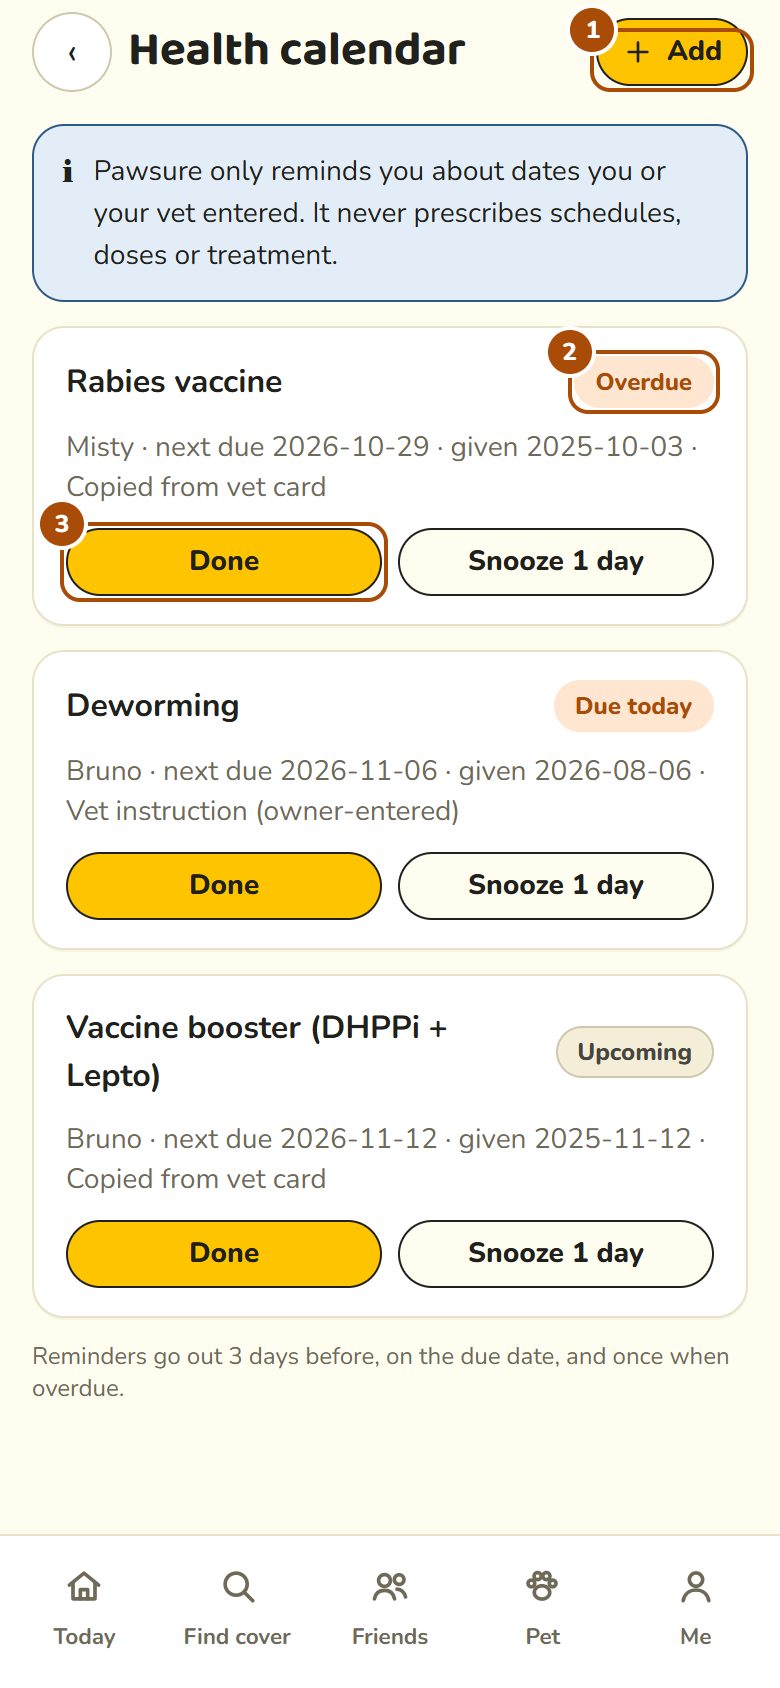 ‹ Health calendar 1 + Add
i Pawsure only reminds you about dates you or
your vet entered. It never prescribes schedules,
doses or treatment.
Rabies vaccine 2 Overdue
Misty · next due 2026-10-29 · given 2025-10-03 ·
Copied from vet card
3 Done Snooze 1 day
Deworming Due today
Bruno · next due 2026-11-06 · given 2026-08-06 ·
Vet instruction (owner-entered)
Done Snooze 1 day
Vaccine booster (DHPPi +
Lepto) Upcoming
Bruno · next due 2026-11-12 · given 2025-11-12 ·
Copied from vet card
Done Snooze 1 day
Reminders go out 3 days before, on the due date, and once when
overdue.
Today Find cover Friends Pet Me